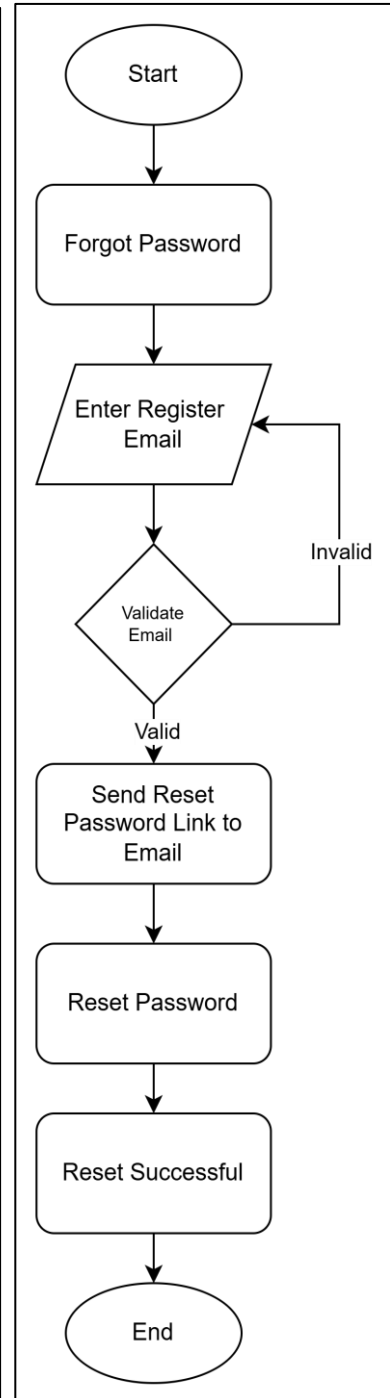 Start
Forgot Password
Enter Register
Email
Invalid
Validate
Email
Valid
Send Reset
Password Link to
Email
Reset Password
Reset Successful
End